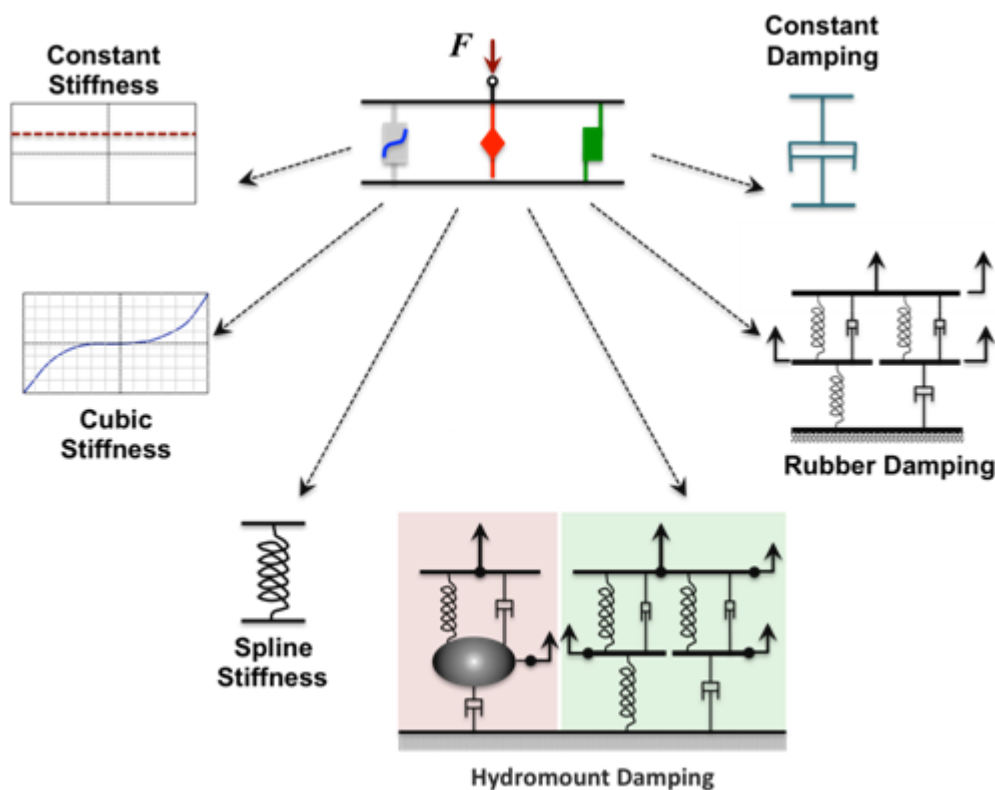 Constant
Stiffness
F
Constant
Damping
Cubic
Stiffness
Rubber Damping
Spline
Stiffness
Hydromount Damping